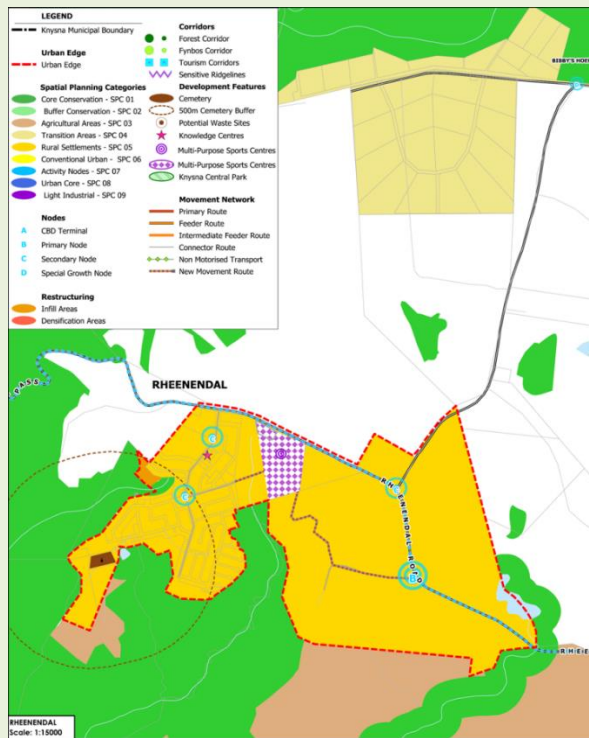 LEGEND
Knysna Municipal Boundary
Urban Edge
Urban Edge
Spatial Planning Categories
Core Conservation - SPC 01
Buffer Conservation - SPC 02
Agricultural Areas - SPC 03
Transition Areas - SPC 04
Rural Settlements - SPC 05
Conventional Urban - SPC 06
Activity Nodes - SPC 07
Urban Core - SPC 08
Light Industrial - SPC 09
Nodes
A CBD Terminal
B Primary Node
C Secondary Node
D Special Growth Node
Restructuring
Infill Areas
Densification Areas
Corridors
Forest Corridor
Fynbos Corridor
Tourism Corridors
Sensitive Ridgelines
Development Features
Cemetery
500m Cemetery Buffer
Potential Waste Sites
Knowledge Centres
Multi-Purpose Sports Centres
Multi-Purpose Sports Centres
Knysna Central Park
Movement Network
Primary Route
Feeder Route
Intermediate Feeder Route
Connector Route
Non Motorised Transport
New Movement Route
PASS
RHEENENDAL
C
C
RHEENENDAL ROAD
B
RHEE
RHEENENDAL
Scale: 1:15000